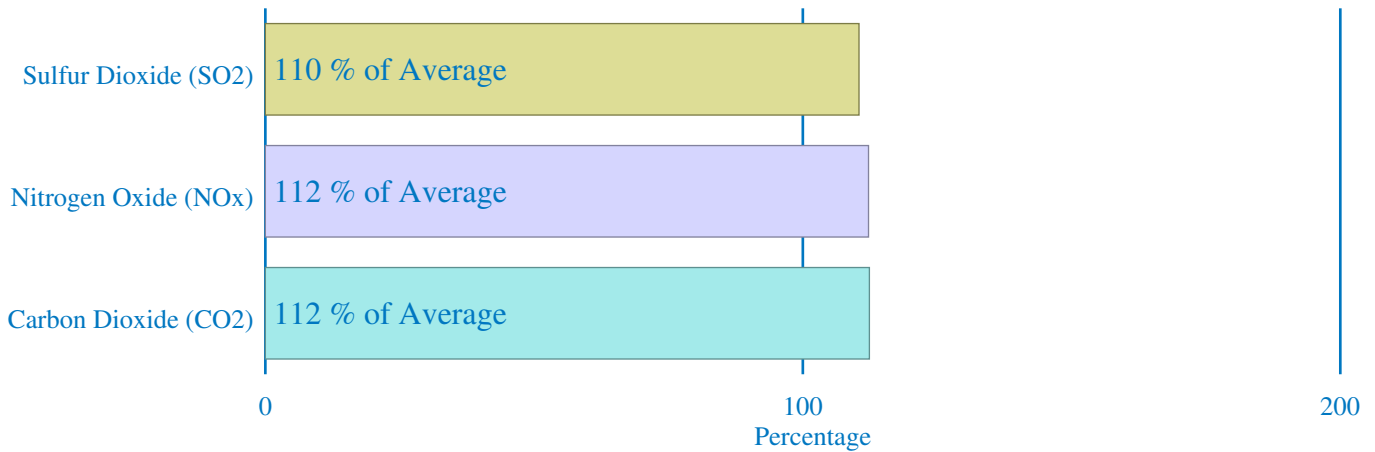 Sulfur Dioxide (SO2) 110 % of Average
Nitrogen Oxide (NOx) 112 % of Average
Carbon Dioxide (CO2) 112 % of Average
0 100 200
Percentage